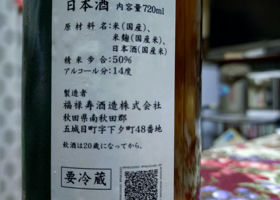 日本酒 内容量720ml
原材料名：米(国産)、
米麹(国産米)、
日本酒(国産米)
精米歩合：50%
アルコール分：14度
製造者
福禄寿酒造株式会社
秋田県南秋田郡
五城目町字下タ町48番地
飲酒は20歳になってから。
要冷蔵